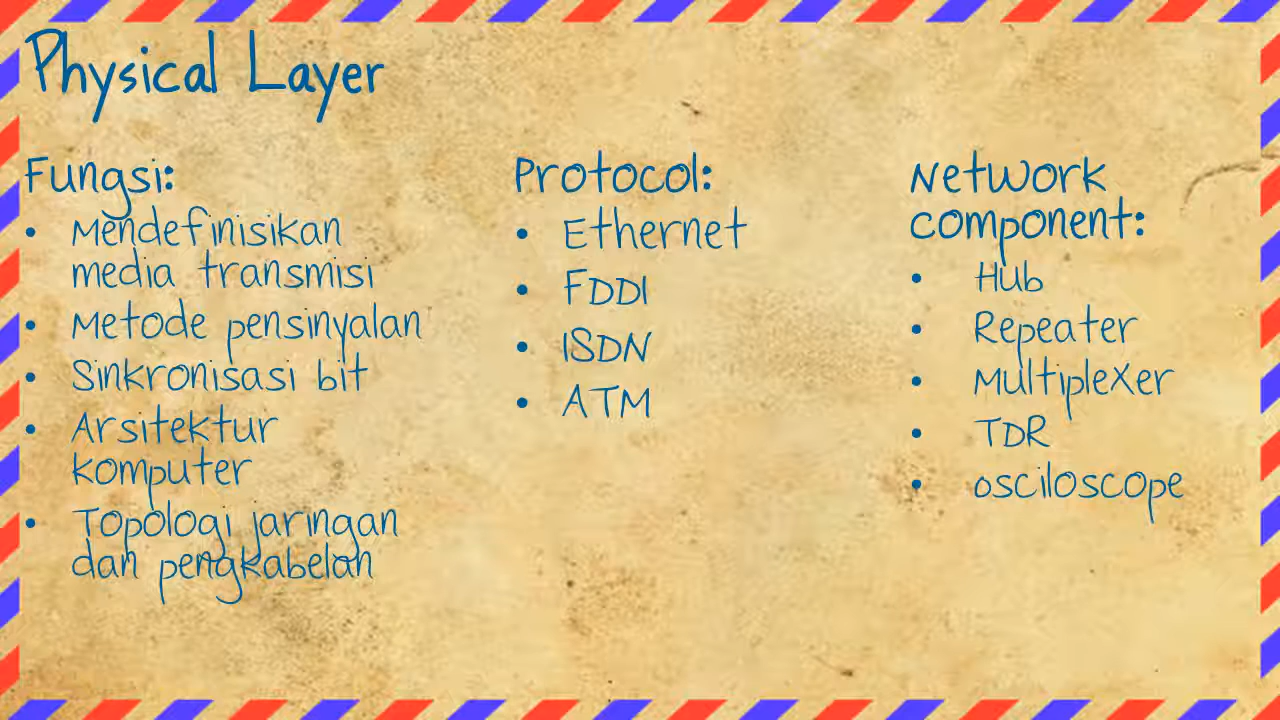 Physical Layer
Fungsi:
• Mendefinisikan
media transmisi
• Metode pensinyalan
• Sinkronisasi bit
• Arsitektur
komputer
• Topologi jaringan
dan pengkabelan
Protocol:
• Ethernet
• FDDI
• ISDN
• ATM
Network
component:
• Hub
• Repeater
• Multiplexer
• TDR
• Osciloscope